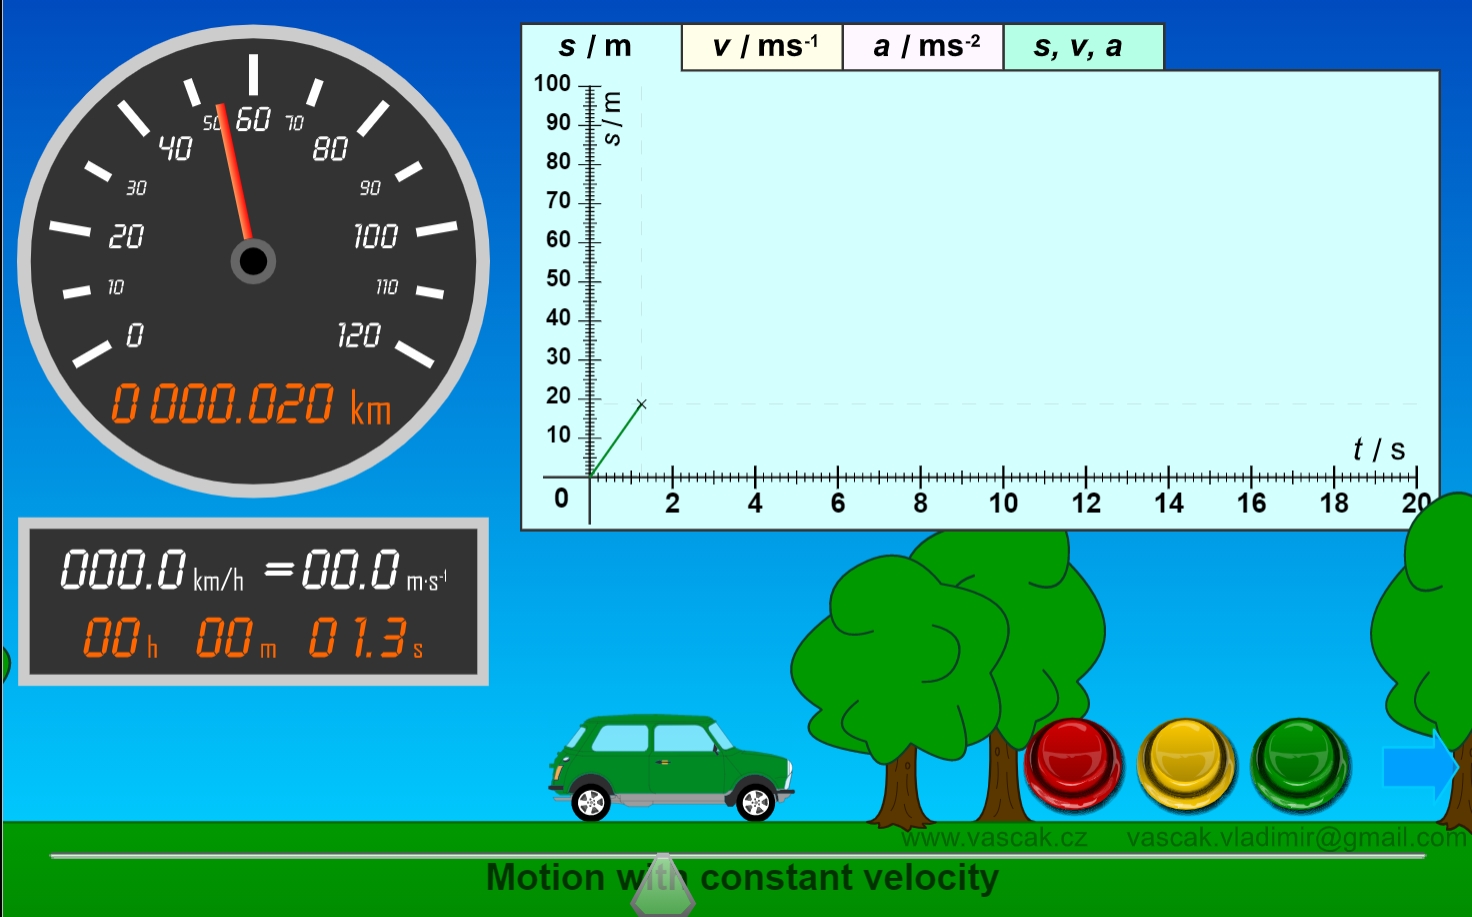 s / m
v / ms-1
a / ms-2
s, v, a
100
90
80
70
60
50
40
30
20
10
s / m
t / s
0 2 4 6 8 10 12 14 16 18 20
0
10
20
30
40
50
60
70
80
90
100
110
120
0 000.020 km
000.0 km/h =00.0 m·s-1
00 h 00 m 01.3 s
www.vascak.cz vascak.vladimir@gmail.com
Motion with constant velocity